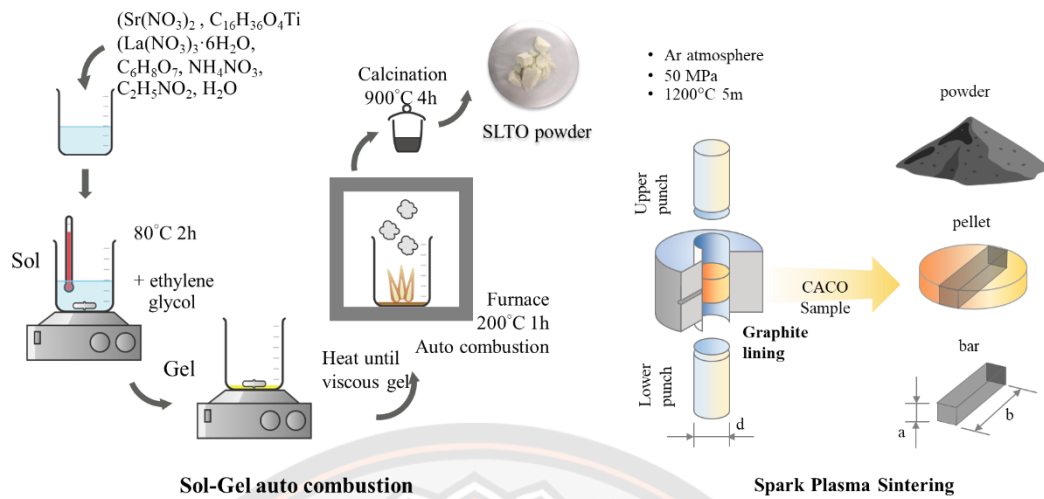 (Sr(NO3)2 , C16H36O4Ti
(La(NO3)3·6H2O,
C6H8O7, NH4NO3,
C2H5NO2, H2O
Sol
80°C 2h
+ ethylene
glycol
Gel
Heat until
viscous gel
Furnace
200°C 1h
Auto combustion
Calcination
900°C 4h
SLTO powder
Sol-Gel auto combustion
• Ar atmosphere
• 50 MPa
• 1200°C 5m
Upper
punch
Graphite
lining
Lower
punch
d
CACO
Sample
powder
pellet
bar
a
b
Spark Plasma Sintering